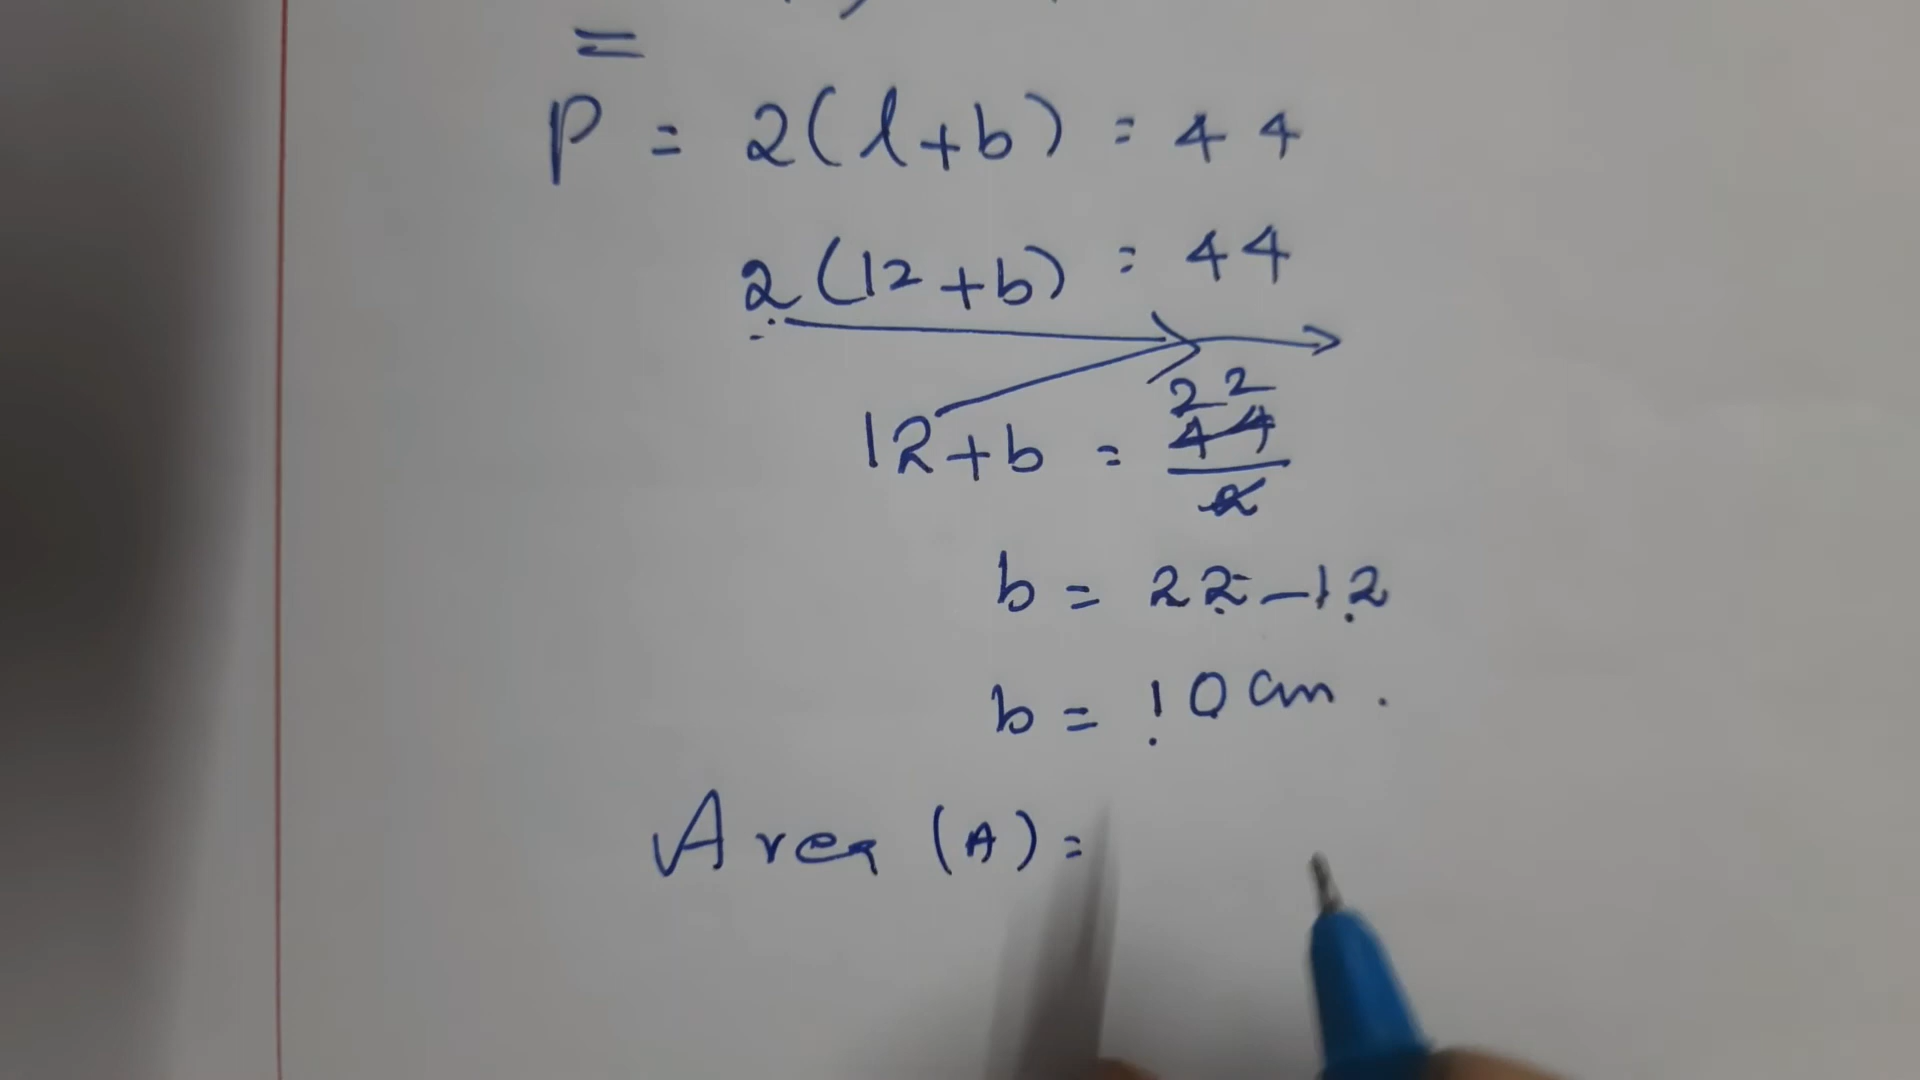 =
P = 2(l+b) = 44
2(12+b) = 44
22
12+b = 44/2
b = 22-12
b = 10 cm.
Area (A) =